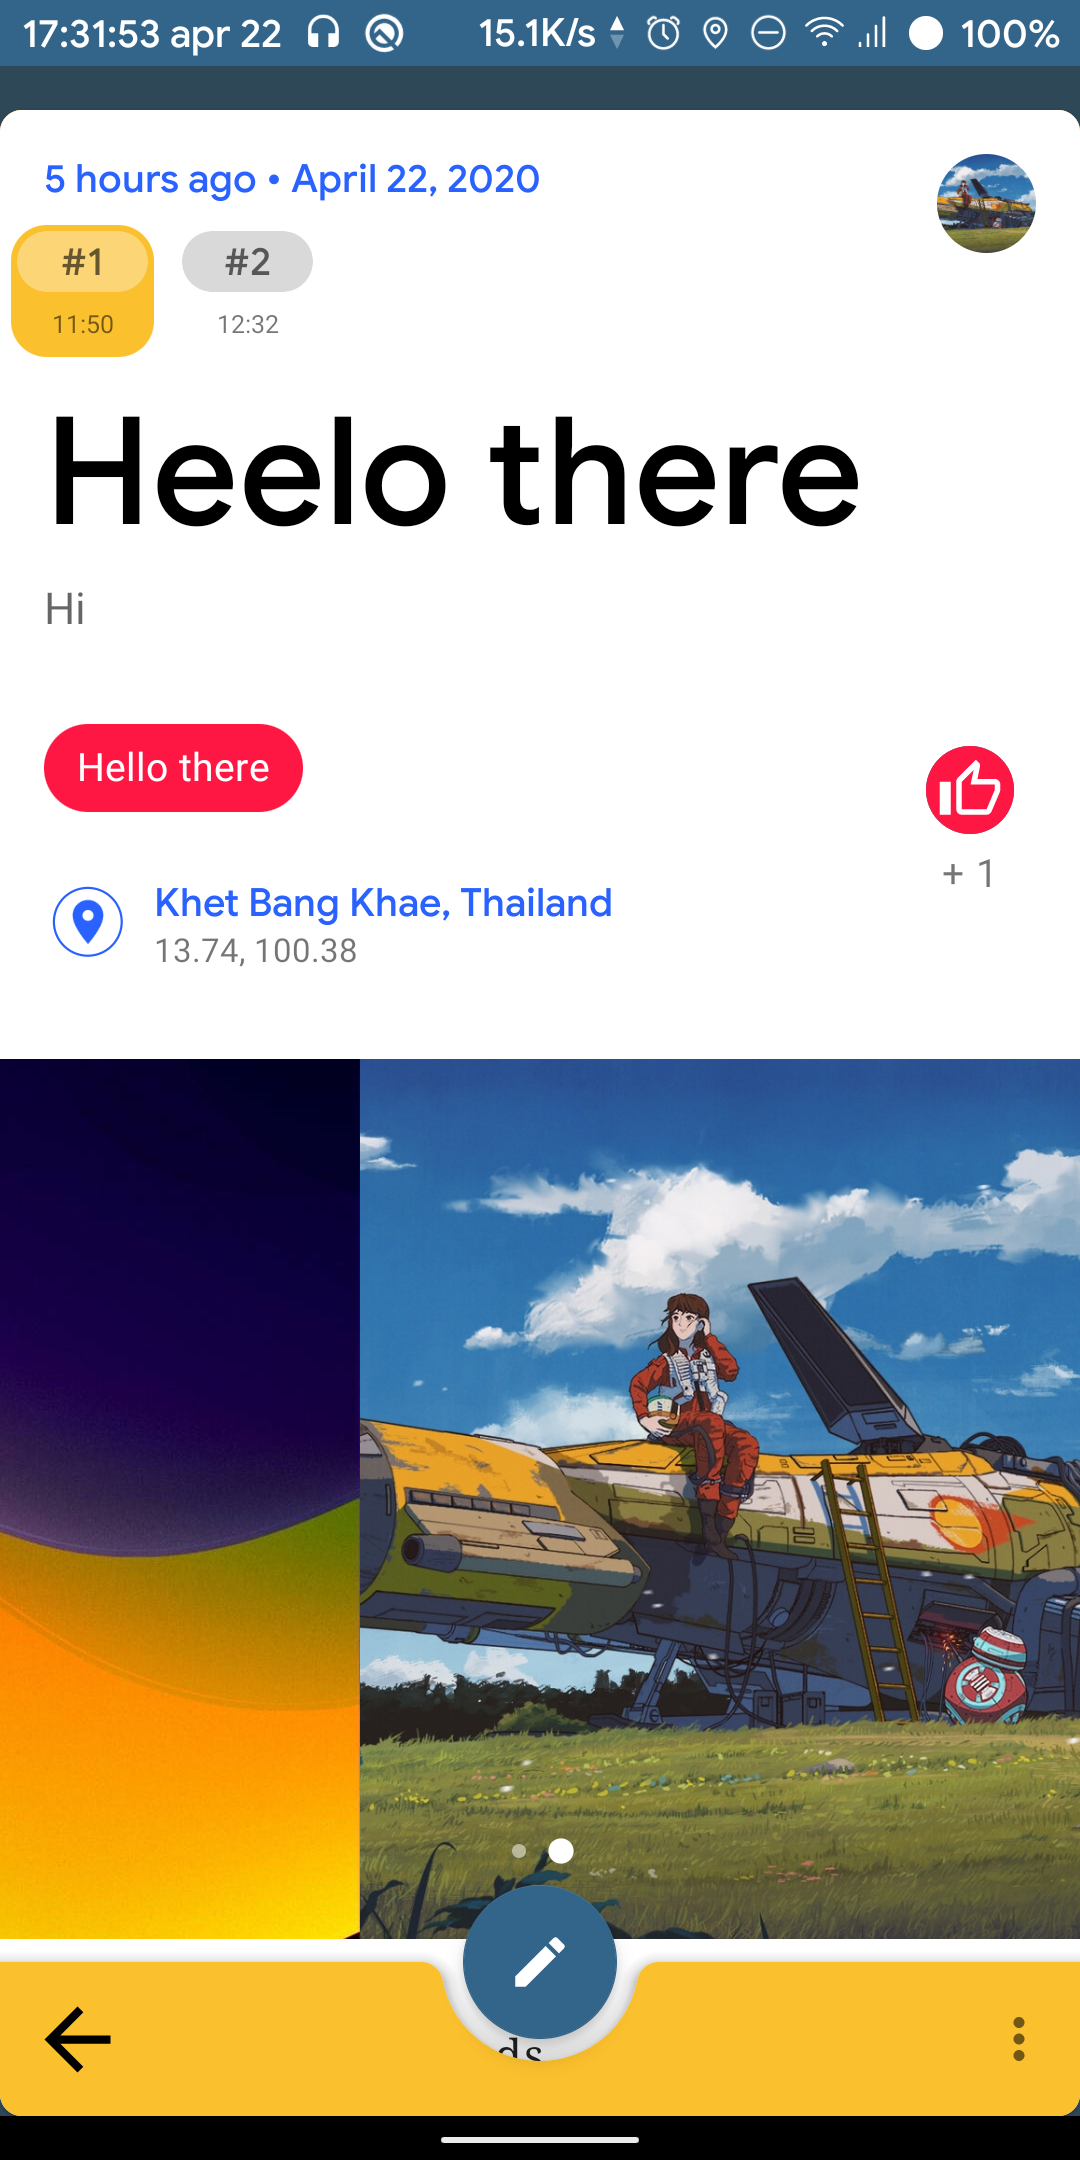 17:31:53 apr 22 15.1K/s 100%
5 hours ago • April 22, 2020
#1 #2
11:50 12:32
Heelo there
Hi
Hello there
+ 1
Khet Bang Khae, Thailand
13.74, 100.38
ds